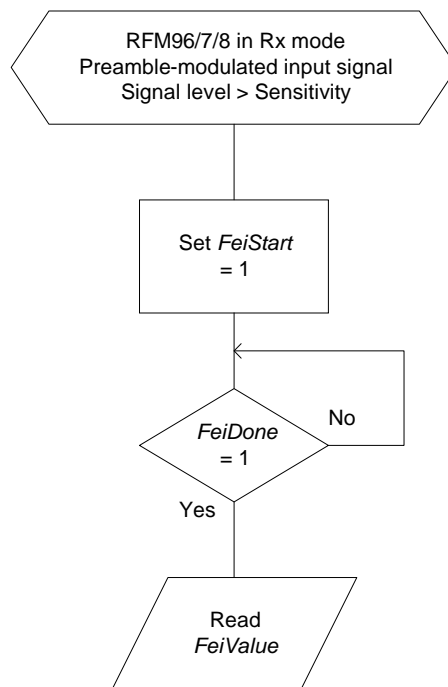 RFM96/7/8 in Rx mode
Preamble-modulated input signal
Signal level > Sensitivity
Set FeiStart
= 1
FeiDone
= 1
No
Yes
Read
FeiValue